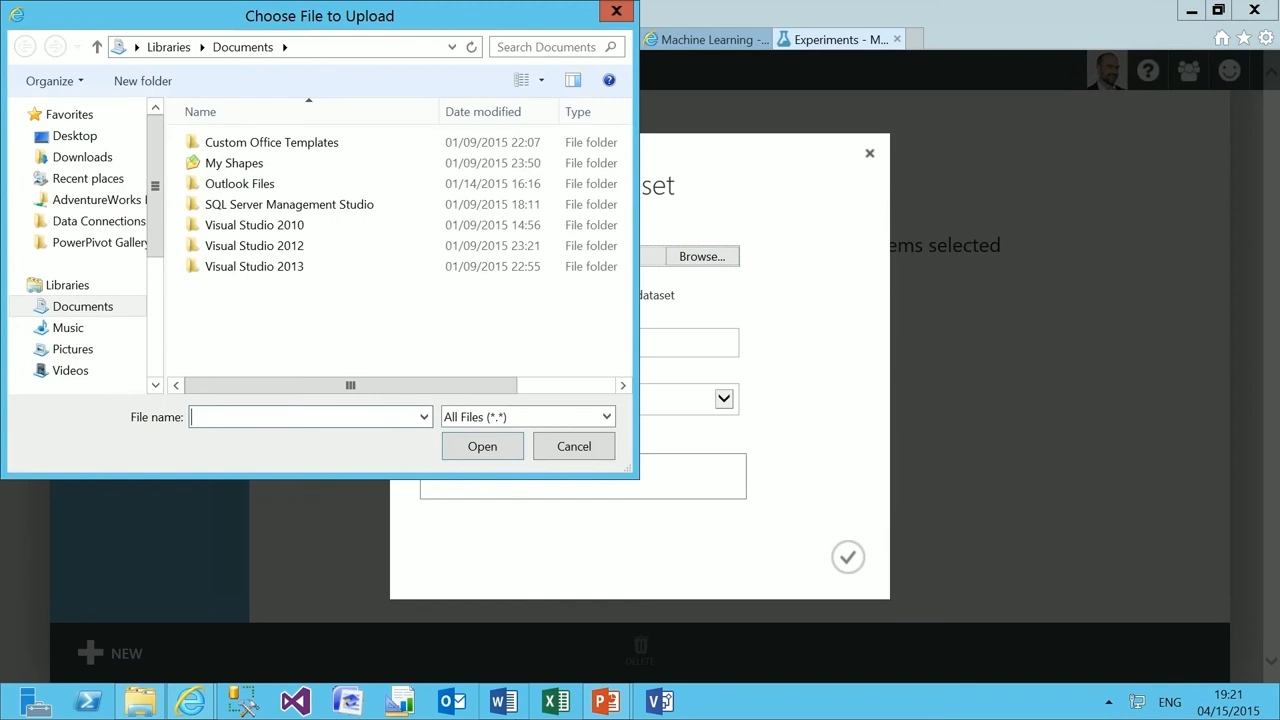 Choose File to Upload
Libraries
Documents
Search Documents
Organize
New folder
Favorites
Desktop
Downloads
Recent places
AdventureWorks
Data Connections
PowerPivot Gallery
Libraries
Documents
Music
Pictures
Videos
Name
Date modified
Type
Custom Office Templates 01/09/2015 22:07 File folder
My Shapes 01/09/2015 23:50 File folder
Outlook Files 01/14/2015 16:16 File folder
SQL Server Management Studio 01/09/2015 18:11 File folder
Visual Studio 2010 01/09/2015 14:56 File folder
Visual Studio 2012 01/09/2015 23:21 File folder
Visual Studio 2013 01/09/2015 22:55 File folder
File name:
All Files (*.*)
Open
Cancel
Machine Learning -...
Experiments - M...
set
Browse...
dataset
ems selected
NEW
DELETE
ENG
19:21
04/15/2015